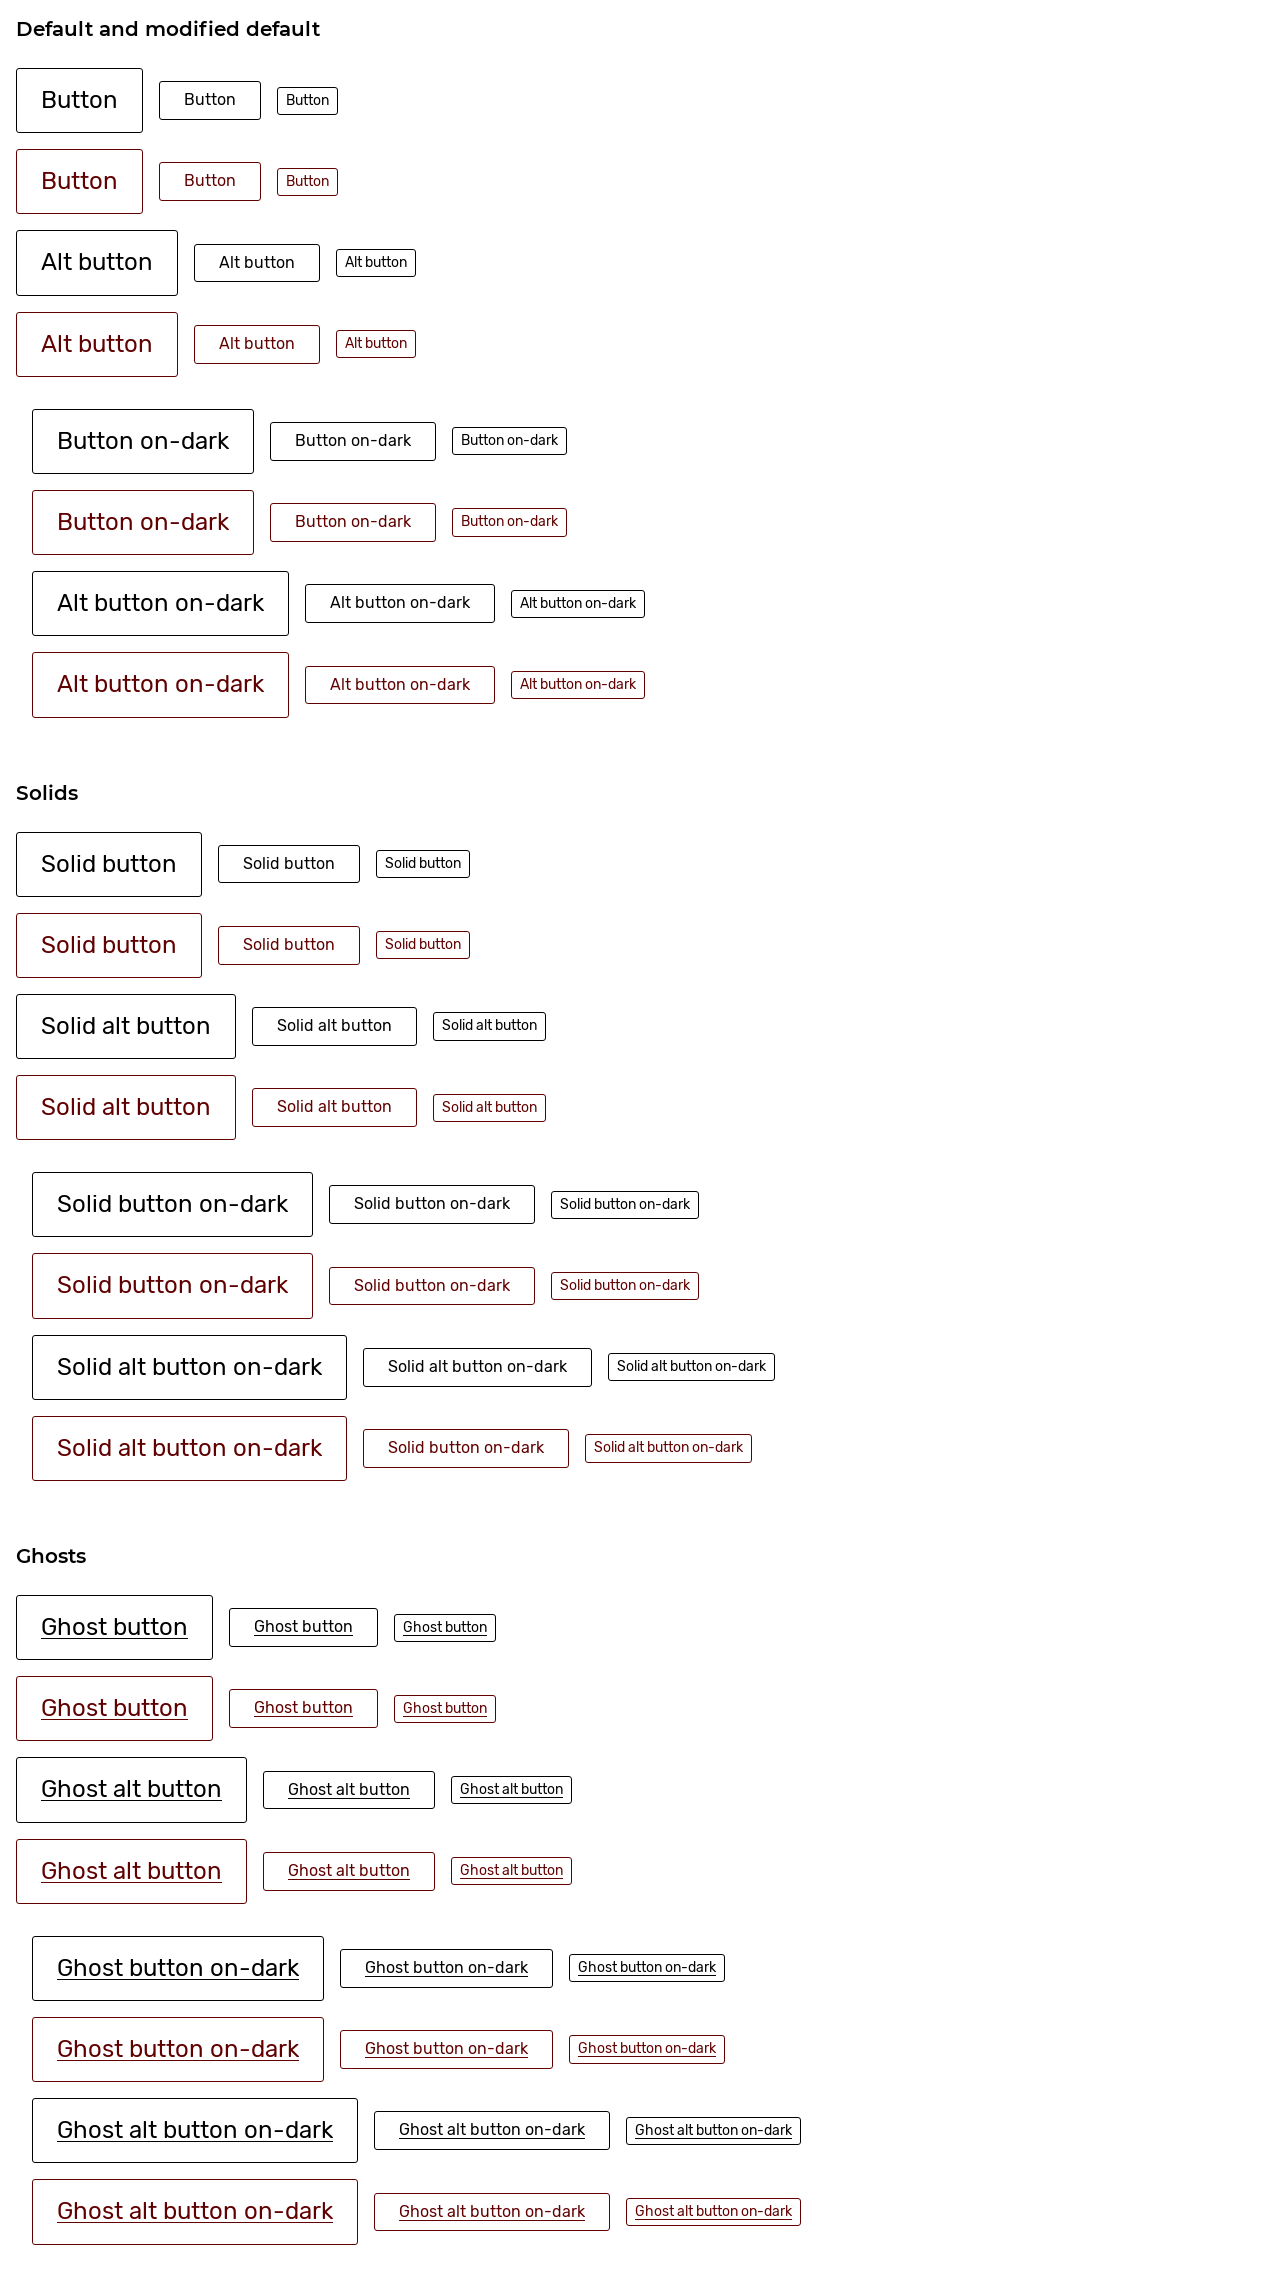 Default and modified default
Button Button Button
Button Button Button
Alt button Alt button Alt button
Alt button Alt button Alt button
Button on-dark Button on-dark Button on-dark
Button on-dark Button on-dark Button on-dark
Alt button on-dark Alt button on-dark Alt button on-dark
Alt button on-dark Alt button on-dark Alt button on-dark
Solids
Solid button Solid button Solid button
Solid button Solid button Solid button
Solid alt button Solid alt button Solid alt button
Solid alt button Solid alt button Solid alt button
Solid button on-dark Solid button on-dark Solid button on-dark
Solid button on-dark Solid button on-dark Solid button on-dark
Solid alt button on-dark Solid alt button on-dark Solid alt button on-dark
Solid alt button on-dark Solid button on-dark Solid alt button on-dark
Ghosts
Ghost button Ghost button Ghost button
Ghost button Ghost button Ghost button
Ghost alt button Ghost alt button Ghost alt button
Ghost alt button Ghost alt button Ghost alt button
Ghost button on-dark Ghost button on-dark Ghost button on-dark
Ghost button on-dark Ghost button on-dark Ghost button on-dark
Ghost alt button on-dark Ghost alt button on-dark Ghost alt button on-dark
Ghost alt button on-dark Ghost alt button on-dark Ghost alt button on-dark